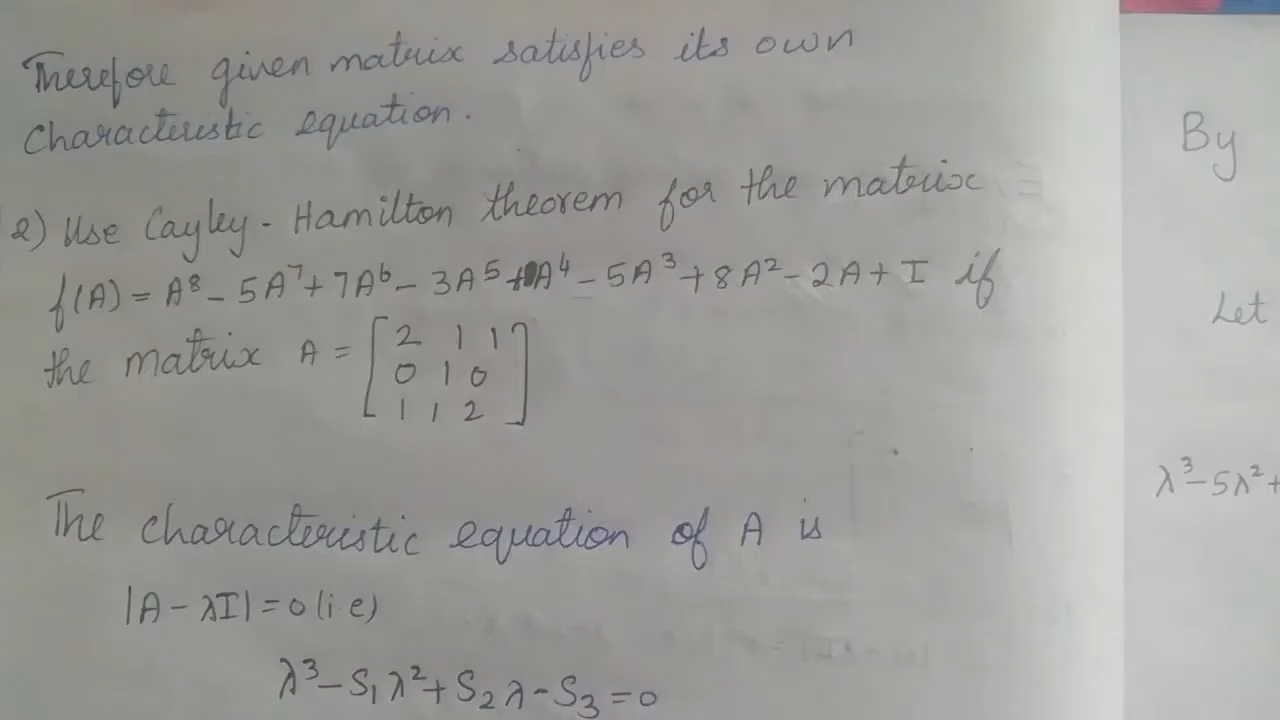 Therefore given matrix satisfies its own
characteristic equation.
2) Use Cayley-Hamilton theorem for the matrix
f(A) = A⁸ - 5A⁷ + 7A⁶ - 3A⁵ + A⁴ - 5A³ + 8A² - 2A + I if
the matrix A = [2 1 1
0 1 0
1 1 2]
The characteristic equation of A is
|A - λI| = 0 (i.e)
λ³ - S₁λ² + S₂λ - S₃ = 0
By
Let
λ³ - 5λ² +